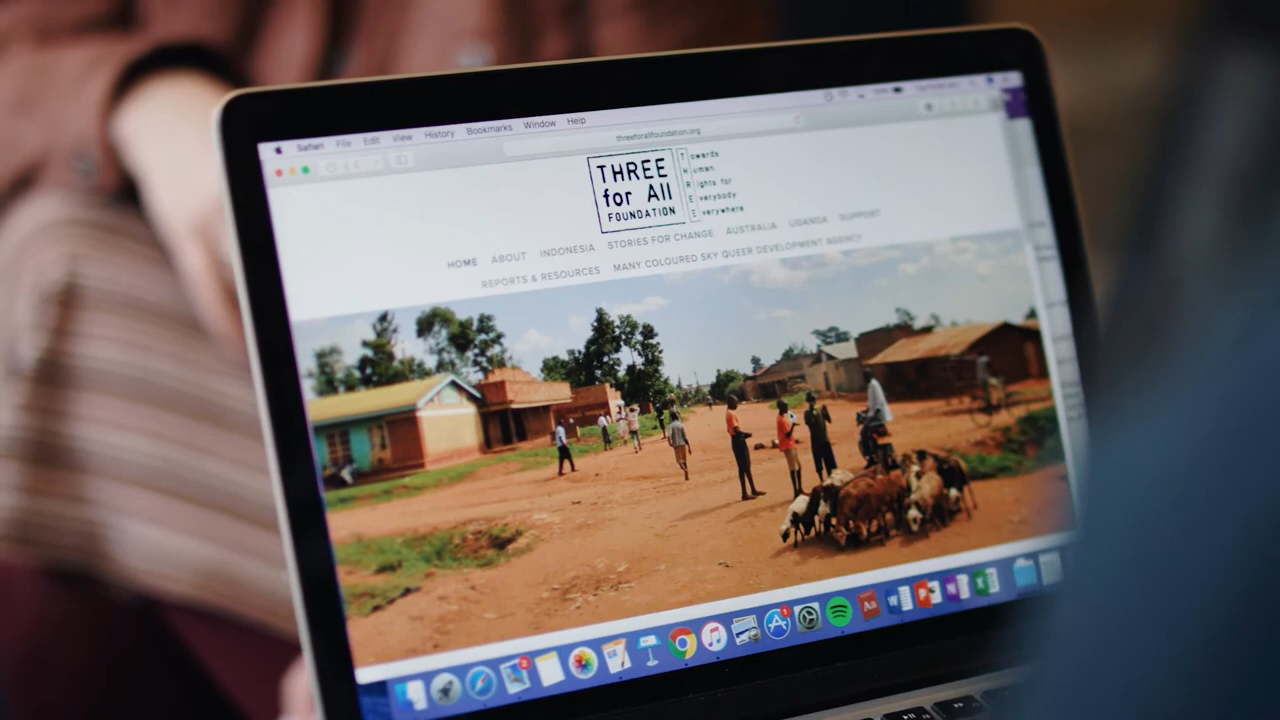 Safari File Edit View History Bookmarks Window Help
threeforallfoundation.org
THREE
for All
FOUNDATION
Towards
Human
Rights for
Everybody
Everywhere
HOME ABOUT INDONESIA STORIES FOR CHANGE AUSTRALIA UGANDA SUPPORT
REPORTS & RESOURCES MANY COLOURED SKY QUEER DEVELOPMENT AGENCY